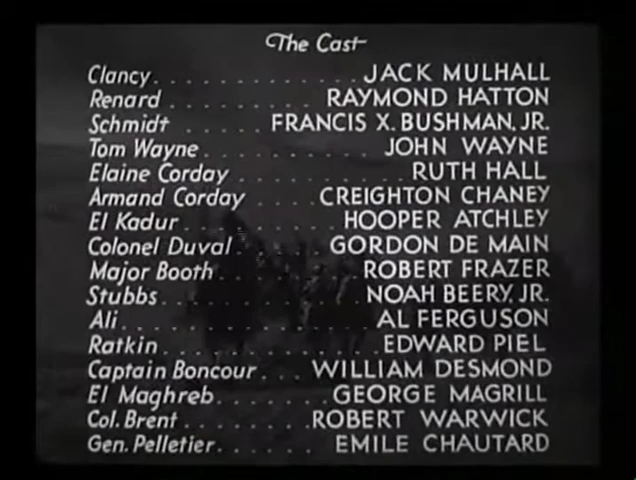 The Cast
Clancy. . . . . . . . . . . . . . . JACK MULHALL
Renard . . . . . . . . . . . RAYMOND HATTON
Schmidt . . . . . . FRANCIS X. BUSHMAN, JR.
Tom Wayne. . . . . . . . . . . . JOHN WAYNE
Elaine Corday . . . . . . . . . . . . RUTH HALL
Armand Corday . . . . . CREIGHTON CHANEY
El Kadur. . . . . . . . . . . HOOPER ATCHLEY
Colonel Duval . . . . . . GORDON DE MAIN
Major Booth. . . . . . . . . . ROBERT FRAZER
Stubbs. . . . . . . . . . . . . . NOAH BEERY, JR.
Ali. . . . . . . . . . . . . . . . . AL FERGUSON
Ratkin. . . . . . . . . . . . . . . EDWARD PIEL
Captain Boncour. . . WILLIAM DESMOND
El Maghreb. . . . . . . . GEORGE MAGRILL
Col. Brent. . . . . . . . . ROBERT WARWICK
Gen. Pelletier. . . . . . . EMILE CHAUTARD